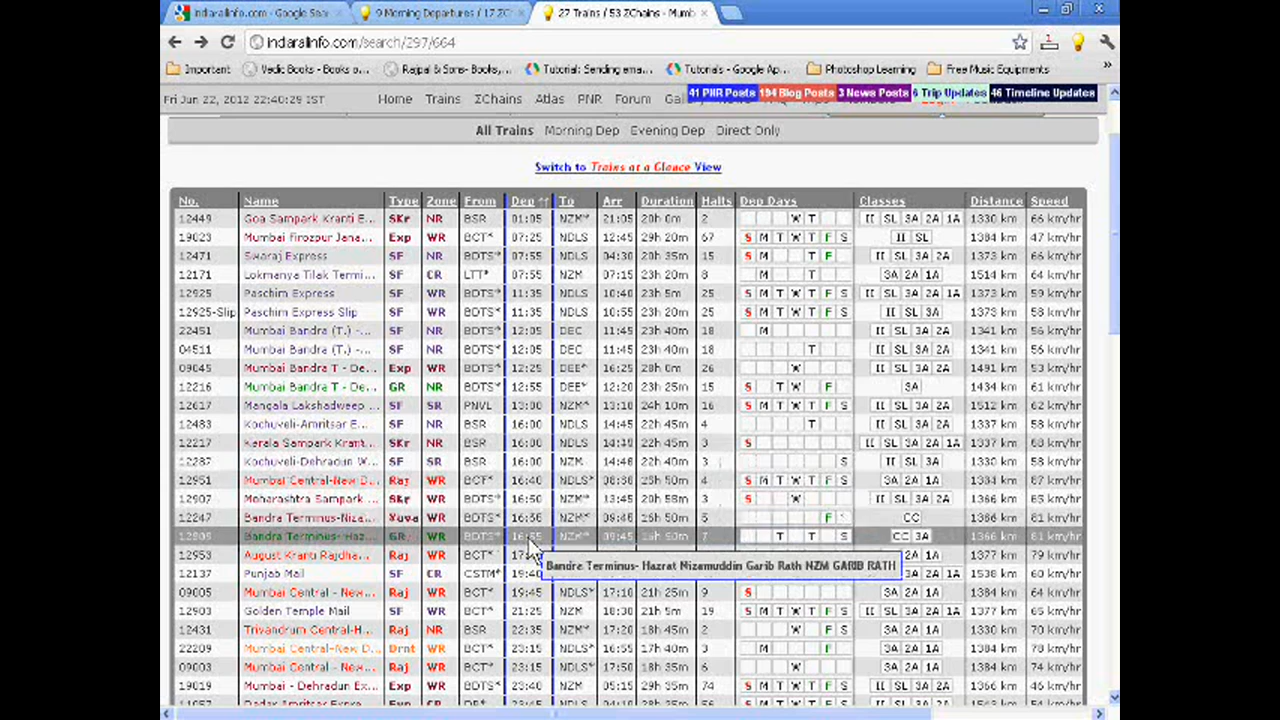 indiarailinfo.com - Google Sear
9 Morning Departures / 17 ΣC
27 Trains / 53 ΣChains - Mumb
indiarailinfo.com/search/297/664
Important Vedic Books - Books o... Rajpal & Sons- Books,... Tutorial: Sending ema... Tutorials - Google Ap... Photoshop Learning Free Music Equipments »
Fri Jun 22, 2012 22:40:29 IST Home Trains ΣChains Atlas PNR Forum
41 PNR Posts 194 Blog Posts 3 News Posts 6 Trip Updates 46 Timeline Updates
All Trains Morning Dep Evening Dep Direct Only
Switch to Trains at a Glance View
No. Name Type Zone From Dep ↑↑ To Arr Duration Halts Dep Days Classes Distance Speed
12449 Goa Sampark Kranti E... SKr NR BSR 01:05 NZM* 21:05 20h 0m 2 W T II SL 3A 2A 1A 1330 km 66 km/hr
19023 Mumbai Firozpur Jana... Exp WR BCT* 07:25 NDLS 12:45 29h 20m 67 S M T W T F S II SL 1384 km 47 km/hr
12471 Swaraj Express SF NR BDTS* 07:55 NDLS 04:30 20h 35m 15 S M T F II SL 3A 2A 1A 1373 km 66 km/hr
12171 Lokmanya Tilak Termi... SF CR LTT* 07:55 NZM 07:15 23h 20m 8 M T 3A 2A 1A 1514 km 64 km/hr
12925 Paschim Express SF WR BDTS* 11:35 NDLS 10:40 23h 5m 25 S M T W T F S II SL 3A 2A 1A 1373 km 59 km/hr
12925-Slip Paschim Express Slip SF WR BDTS* 11:35 NDLS 10:55 23h 20m 25 S M T W T F S II SL 3A 2A 1373 km 58 km/hr
22451 Mumbai Bandra (T.) -... SF NR BDTS* 12:05 DEC 11:45 23h 40m 18 M II SL 3A 2A 1341 km 56 km/hr
04511 Mumbai Bandra (T.) -... SF NR BDTS* 12:05 DEC 11:45 23h 40m 18 T II SL 3A 2A 1341 km 56 km/hr
09045 Mumbai Bandra T - De... Exp WR BDTS* 12:25 DEE* 16:25 28h 0m 26 W II SL 3A 2A 1491 km 53 km/hr
12216 Mumbai Bandra T - De... GR NR BDTS* 12:55 DEE* 12:20 23h 25m 15 S T W F 3A 1434 km 61 km/hr
12617 Mangala Lakshadweep ... SF SR PNVL 13:00 NZM* 13:10 24h 10m 16 S M T W T F S II SL 3A 2A 1512 km 62 km/hr
12483 Kochuveli-Amritsar E... SF NR BSR 16:00 NDLS 14:45 22h 45m 4 T II SL 3A 2A 1337 km 58 km/hr
12217 Kerala Sampark Krant... SKr NR BSR 16:00 NDLS 22h 45m 3 S II SL 3A 2A 1337 km 58 km/hr
12287 Kochuveli-Dehradun W... SF SR BSR 16:00 NZM 14:48 22h 48m 3 S II SL 3A 1330 km 58 km/hr
12951 Mumbai Central-New D... Raj WR BCT* 16:40 NDLS* 4 S M T W T F S 3A 2A 1A 1384 km
12907 Maharashtra Sampark ... Skr WR BDTS* 16:50 NZM* 13:45 20h 58m 3 S W II SL 3A 2A 1366 km 65 km/hr
12247 Bandra Terminus-Niza... Yuva WR BDTS* NZM* 16h 50m 5 F CC 1366 km 81 km/hr
12909 Bandra Terminus- Haz... GR WR BDTS* 16:55 NZM* 09:45 16h 50m 7 T T S CC 3A 1366 km 81 km/hr
Bandra Terminus- Hazrat Nizamuddin Garib Rath NZM GARIB RATH
12953 August Kranti Rajdha... Raj WR BCT* 2A 1A 1377 km 79 km/hr
12137 Punjab Mail SF CR CSTM* 19:40 2A 1A 1538 km
09005 Mumbai Central - New... Raj WR BCT* 19:45 NDLS* 17:10 21h 25m 9 S 3A 2A 1A 1384 km 64 km/hr
12903 Golden Temple Mail SF WR BCT* 21:25 NZM 18:30 21h 5m 19 S M T W T F S II SL 3A 2A 1A 1377 km 65 km/hr
12431 Trivandrum Central-H... Raj NR BSR 22:35 NZM* 17:20 18h 45m 2 W F S 3A 2A 1A 1330 km 70 km/hr
22209 Mumbai Central-New D... Drnt WR BCT* 23:15 NDLS* 16:55 17h 40m 3 M F 3A 2A 1A 1384 km 78 km/hr
09003 Mumbai Central - New... Raj WR BCT* 23:15 NDLS* 17:50 18h 35m 6 W 3A 2A 1A 1384 km 74 km/hr
19019 Mumbai - Dehradun Ex... Exp WR BDTS* 23:40 NZM 05:15 29h 35m 74 S M T W T F S II SL 3A 2A 1A 1366 km 46 km/hr